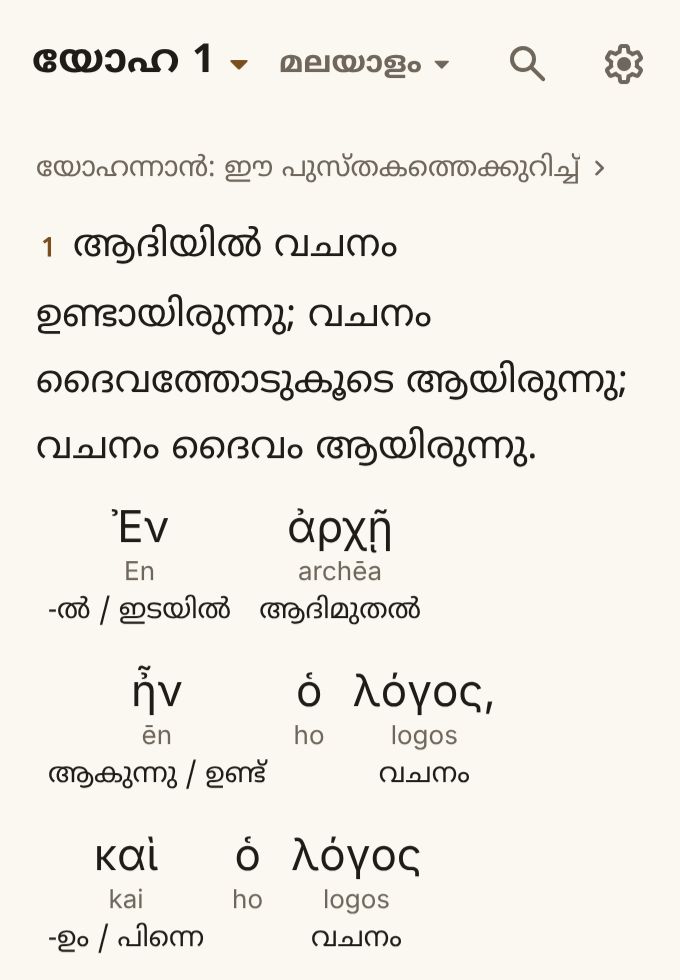 യോഹ 1 മലയാളം
യോഹന്നാൻ: ഈ പുസ്തകത്തെക്കുറിച്ച് ›
1 ആദിയിൽ വചനം
ഉണ്ടായിരുന്നു; വചനം
ദൈവത്തോടുകൂടെ ആയിരുന്നു;
വചനം ദൈവം ആയിരുന്നു.
Ἐν ἀρχῇ
En archēa
-ൽ / ഇടയിൽ ആദിമുതൽ
ἦν ὁ λόγος,
ēn ho logos
ആകുന്നു / ഉണ്ട് വചനം
καὶ ὁ λόγος
kai ho logos
-ഉം / പിന്നെ വചനം